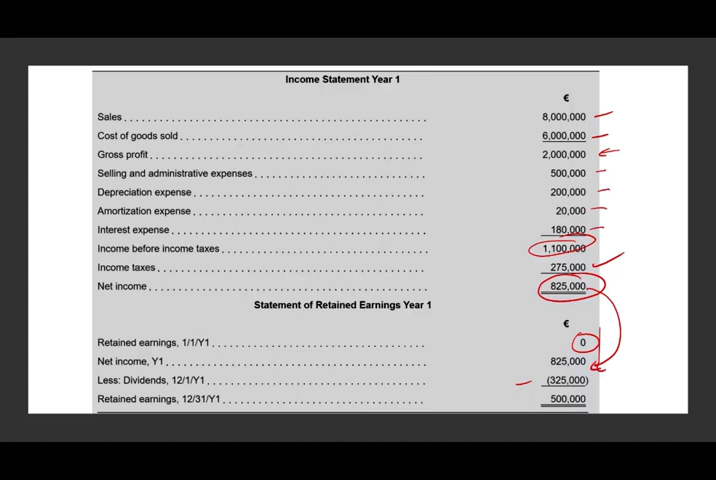 Income Statement Year 1
€
Sales . . . . . . . . . . . . . . . . . . . . . . . . . . . . . . . . . . . . . . . . . . . . 8,000,000
Cost of goods sold . . . . . . . . . . . . . . . . . . . . . . . . . . . . . . . . . . . 6,000,000
Gross profit . . . . . . . . . . . . . . . . . . . . . . . . . . . . . . . . . . . . . . . . 2,000,000
Selling and administrative expenses . . . . . . . . . . . . . . . . . . . . . . . . 500,000
Depreciation expense . . . . . . . . . . . . . . . . . . . . . . . . . . . . . . . . . 200,000
Amortization expense . . . . . . . . . . . . . . . . . . . . . . . . . . . . . . . . . 20,000
Interest expense . . . . . . . . . . . . . . . . . . . . . . . . . . . . . . . . . . . . 180,000
Income before income taxes . . . . . . . . . . . . . . . . . . . . . . . . . . . . 1,100,000
Income taxes . . . . . . . . . . . . . . . . . . . . . . . . . . . . . . . . . . . . . . 275,000
Net income . . . . . . . . . . . . . . . . . . . . . . . . . . . . . . . . . . . . . . . 825,000
Statement of Retained Earnings Year 1
€
Retained earnings, 1/1/Y1 . . . . . . . . . . . . . . . . . . . . . . . . . . . . . . 0
Net income, Y1 . . . . . . . . . . . . . . . . . . . . . . . . . . . . . . . . . . . . . 825,000
Less: Dividends, 12/1/Y1 . . . . . . . . . . . . . . . . . . . . . . . . . . . . . . (325,000)
Retained earnings, 12/31/Y1 . . . . . . . . . . . . . . . . . . . . . . . . . . . . 500,000